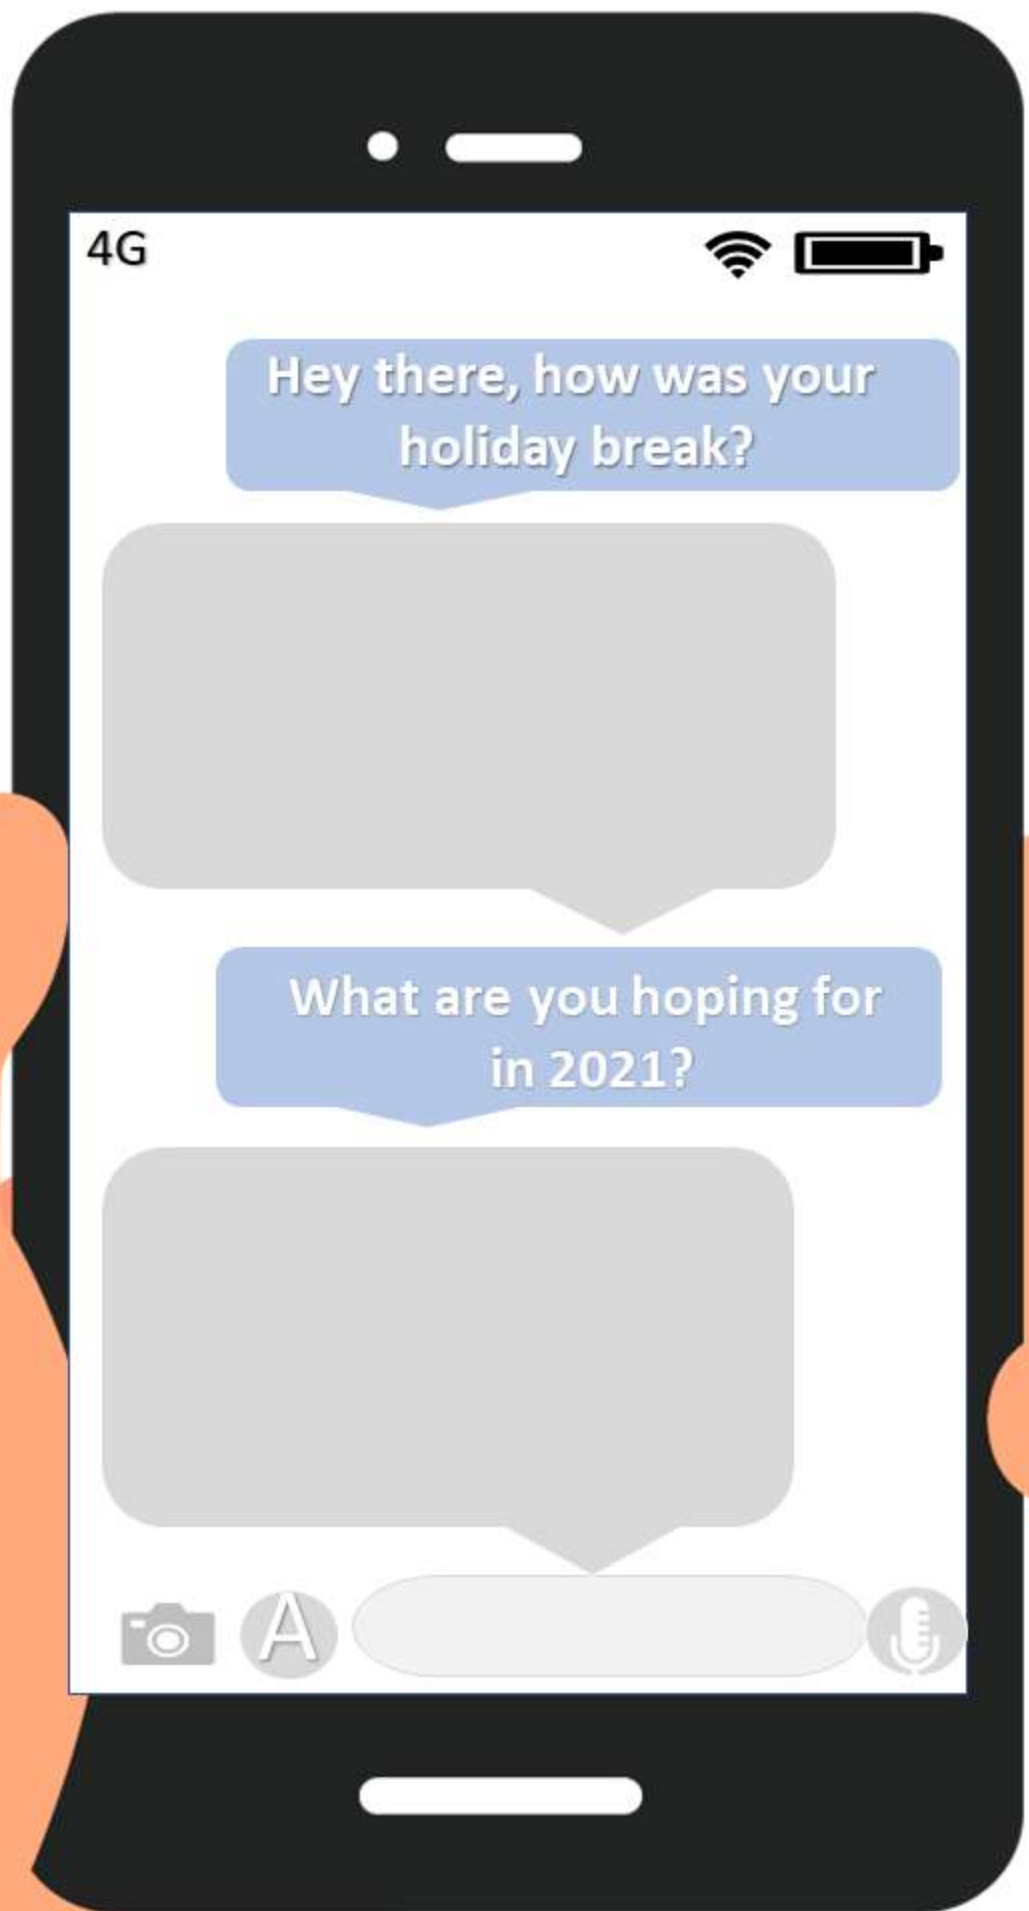 4G
Hey there, how was your
holiday break?
What are you hoping for
in 2021?
A